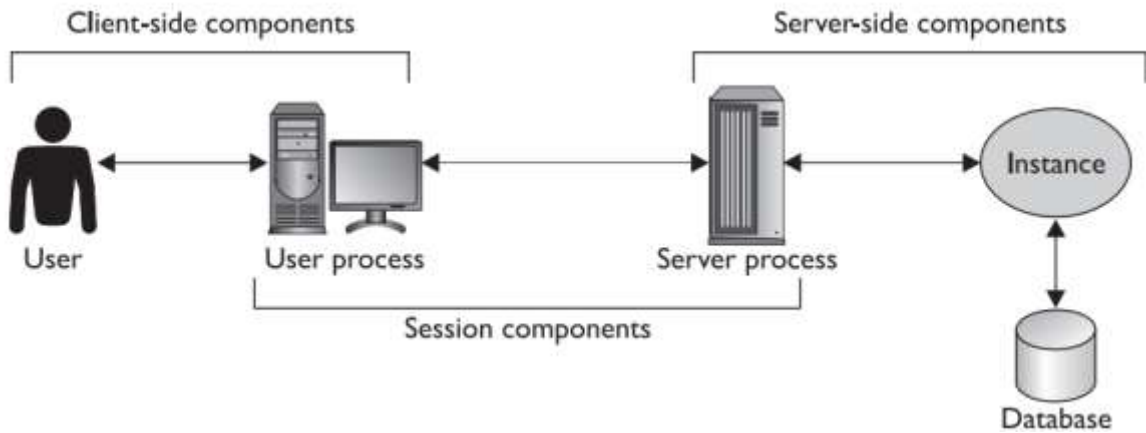 Client-side components
Server-side components
Instance
User
User process
Server process
Session components
Database